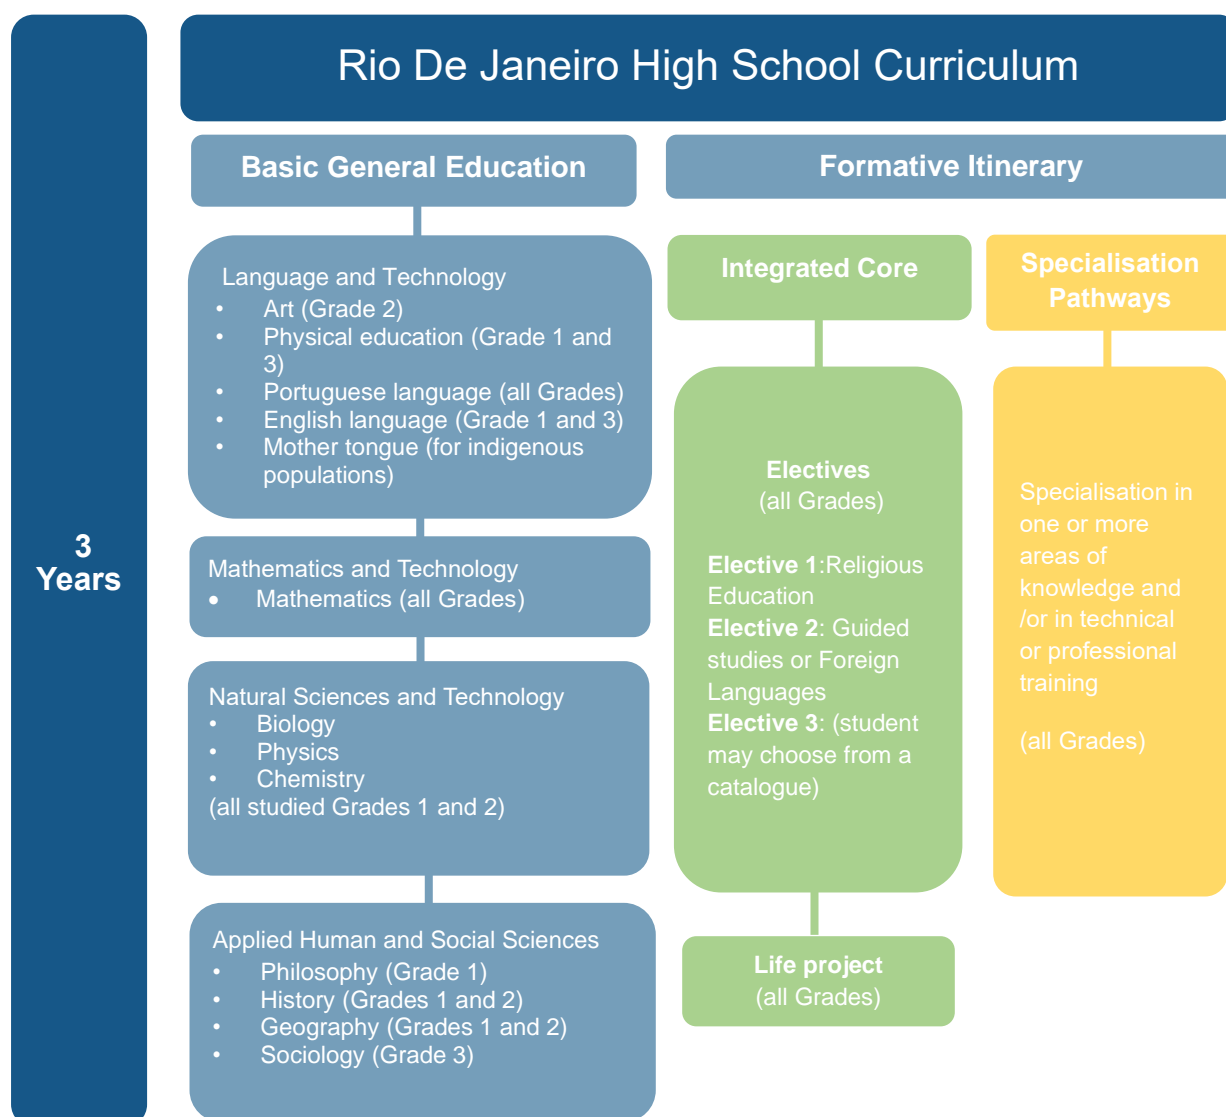 Rio De Janeiro High School Curriculum
3
Years
Basic General Education
Language and Technology
• Art (Grade 2)
• Physical education (Grade 1 and
3)
• Portuguese language (all Grades)
• English language (Grade 1 and 3)
• Mother tongue (for indigenous
populations)
Mathematics and Technology
• Mathematics (all Grades)
Natural Sciences and Technology
• Biology
• Physics
• Chemistry
(all studied Grades 1 and 2)
Applied Human and Social Sciences
• Philosophy (Grade 1)
• History (Grades 1 and 2)
• Geography (Grades 1 and 2)
• Sociology (Grade 3)
Formative Itinerary
Integrated Core
Electives
(all Grades)
Elective 1:Religious
Education
Elective 2: Guided
studies or Foreign
Languages
Elective 3: (student
may choose from a
catalogue)
Life project
(all Grades)
Specialisation
Pathways
Specialisation in
one or more
areas of
knowledge and
/or in technical
or professional
training
(all Grades)